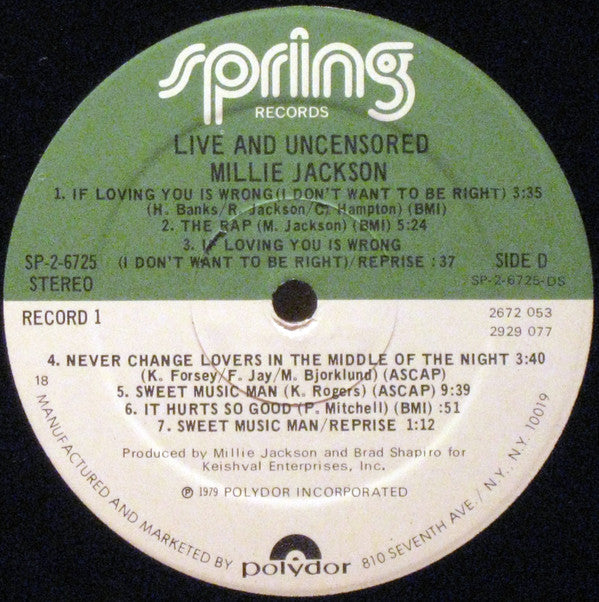 spring
RECORDS
LIVE AND UNCENSORED
MILLIE JACKSON
1. IF LOVING YOU IS WRONG (I DON'T WANT TO BE RIGHT) 3:35
(H. Banks/R. Jackson/C. Hampton) (BMI)
2. THE RAP (M. Jackson) (BMI) 5:24
3. IF LOVING YOU IS WRONG
(I DON'T WANT TO BE RIGHT)/REPRISE :37
SP-2-6725
STEREO
SIDE D
SP-2-6725-DS
RECORD 1
2672 053
2929 077
4. NEVER CHANGE LOVERS IN THE MIDDLE OF THE NIGHT 3:40
(K. Forsey/F. Jay/M. Bjorklund) (ASCAP)
5. SWEET MUSIC MAN (K. Rogers) (ASCAP) 9:39
6. IT HURTS SO GOOD (P. Mitchell) (BMI) :51
7. SWEET MUSIC MAN/REPRISE 1:12
18
Produced by Millie Jackson and Brad Shapiro for
Keishval Enterprises, Inc.
℗ 1979 POLYDOR INCORPORATED
MANUFACTURED AND MARKETED BY polydor 810 SEVENTH AVE./ N.Y., N.Y. 10019